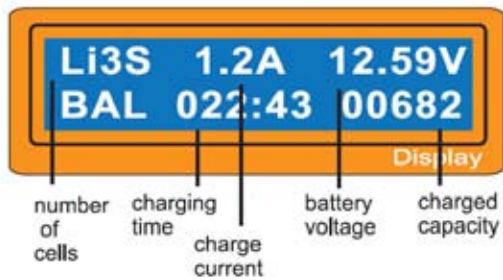 Li3S 1.2A 12.59V
BAL 022:43 00682
Display
number of cells
charging time
charge current
battery voltage
charged capacity